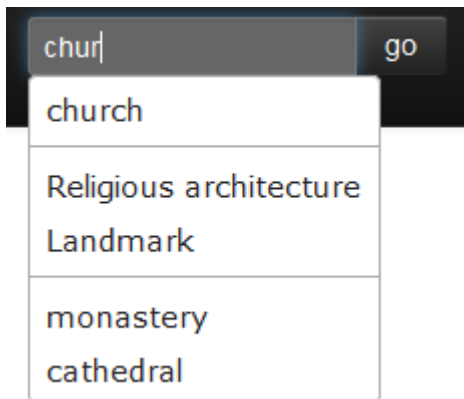 chur go
church
Religious architecture
Landmark
monastery
cathedral